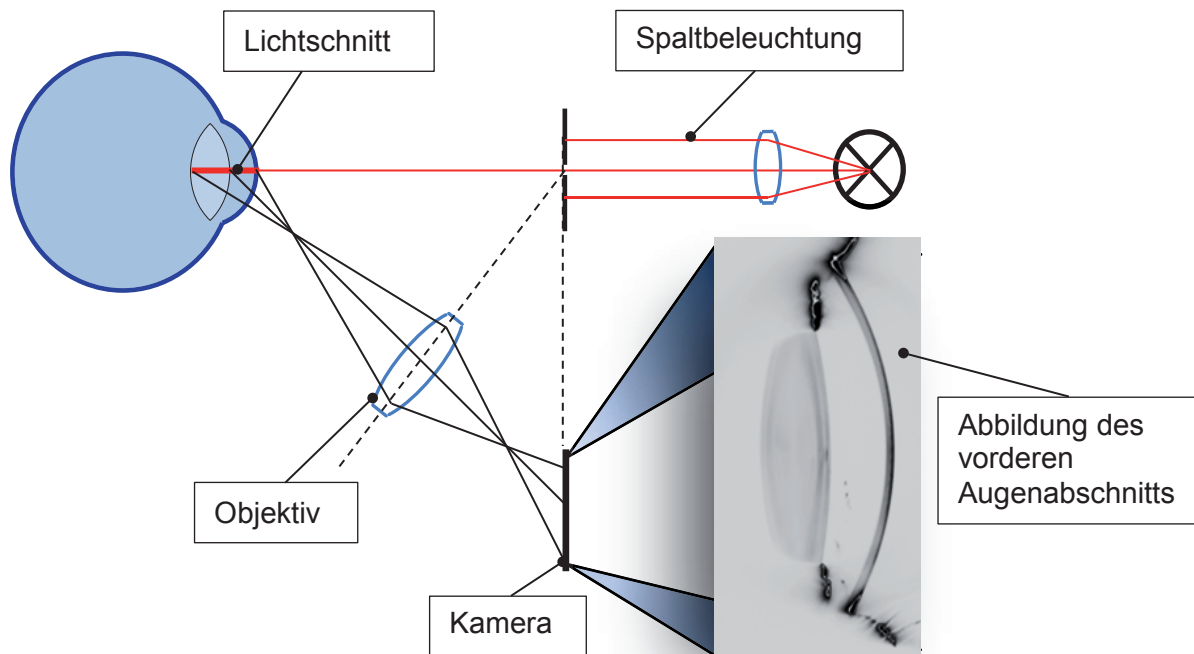 Lichtschnitt
Spaltbeleuchtung
Objektiv
Kamera
Abbildung des
vorderen
Augenabschnitts